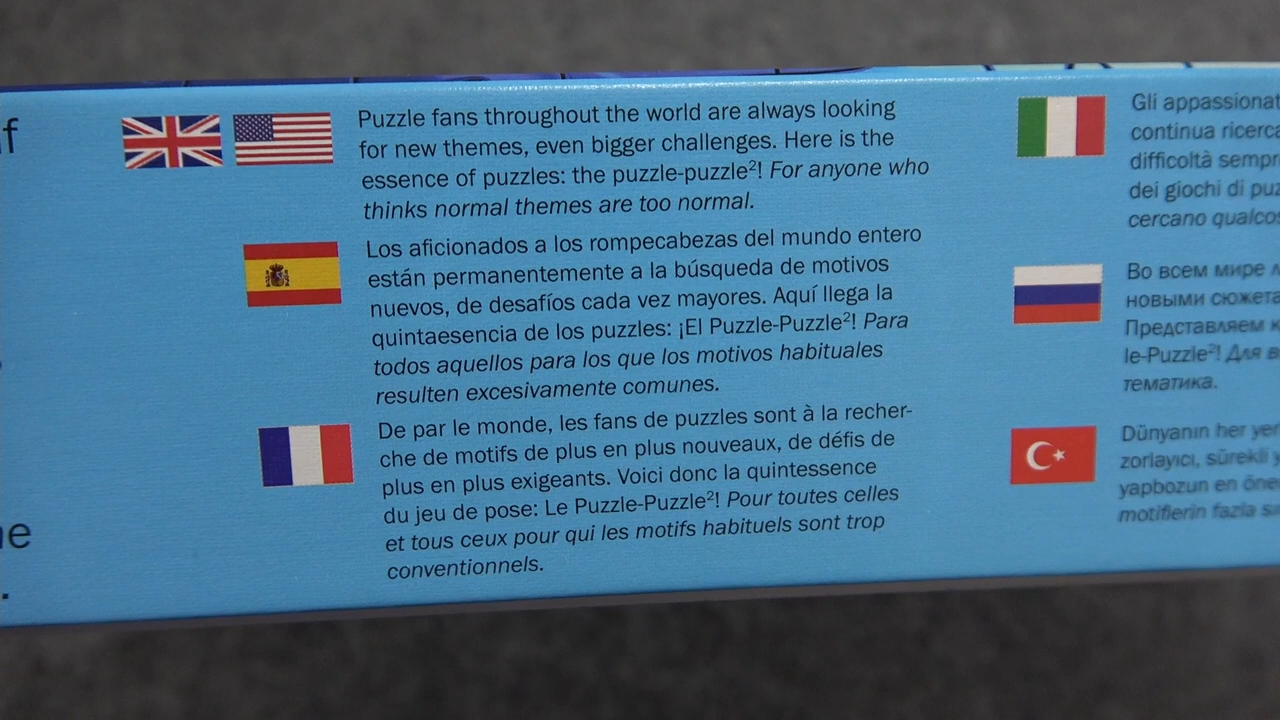 Puzzle fans throughout the world are always looking
for new themes, even bigger challenges. Here is the
essence of puzzles: the puzzle-puzzle²! For anyone who
thinks normal themes are too normal.
Los aficionados a los rompecabezas del mundo entero
están permanentemente a la búsqueda de motivos
nuevos, de desafíos cada vez mayores. Aquí llega la
quintaesencia de los puzzles: ¡El Puzzle-Puzzle²! Para
todos aquellos para los que los motivos habituales
resulten excesivamente comunes.
De par le monde, les fans de puzzles sont à la recher-
che de motifs de plus en plus nouveaux, de défis de
plus en plus exigeants. Voici donc la quintessence
du jeu de pose: Le Puzzle-Puzzle²! Pour toutes celles
et tous ceux pour qui les motifs habituels sont trop
conventionnels.
Gli appassionat
continua ricerca
difficoltà sempr
dei giochi di puz
cercano qualcos
Во всем мире
новыми сюжета
Представляем
le-Puzzle²! Для
тематика.
Dünyanın her yer
zorlayıcı, sürekli
yapbozun en öne
motiflerin fazla